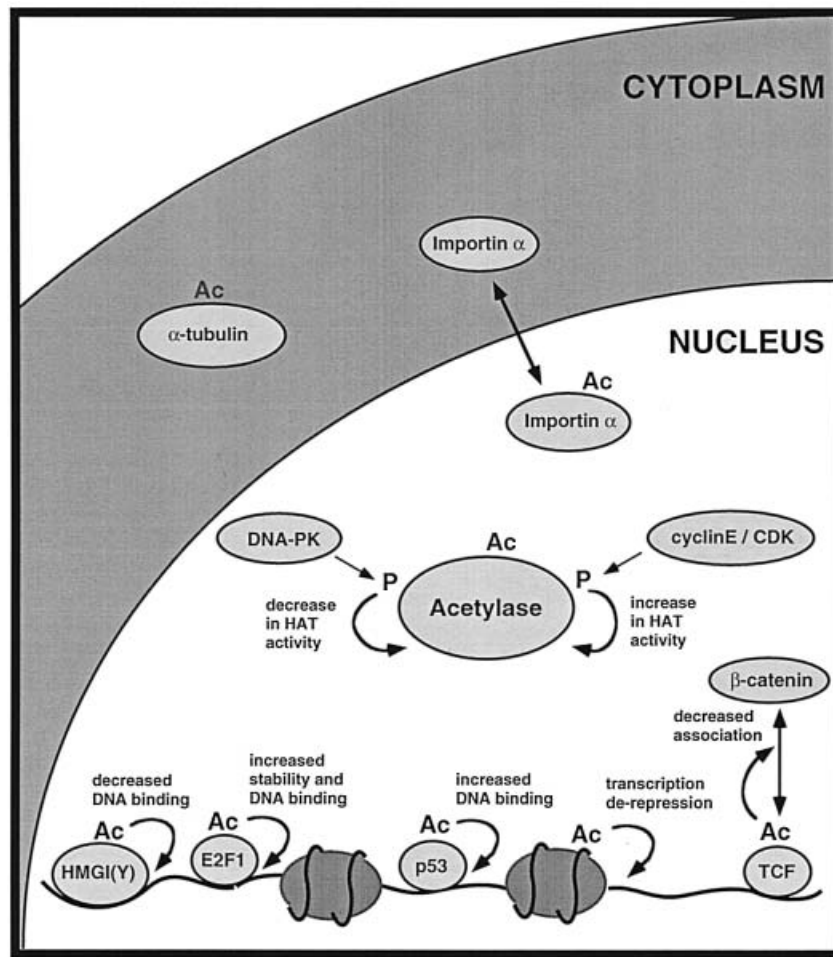 CYTOPLASM
Importin α
Ac
α-tubulin
NUCLEUS
Ac
Importin α
DNA-PK
Ac
cyclinE / CDK
P
P
Acetylase
decrease
in HAT
activity
increase
in HAT
activity
β-catenin
decreased
association
decreased
DNA binding
increased
stability and
DNA binding
increased
DNA binding
transcription
de-repression
Ac
Ac
Ac
Ac
Ac
HMGI(Y)
E2F1
p53
TCF